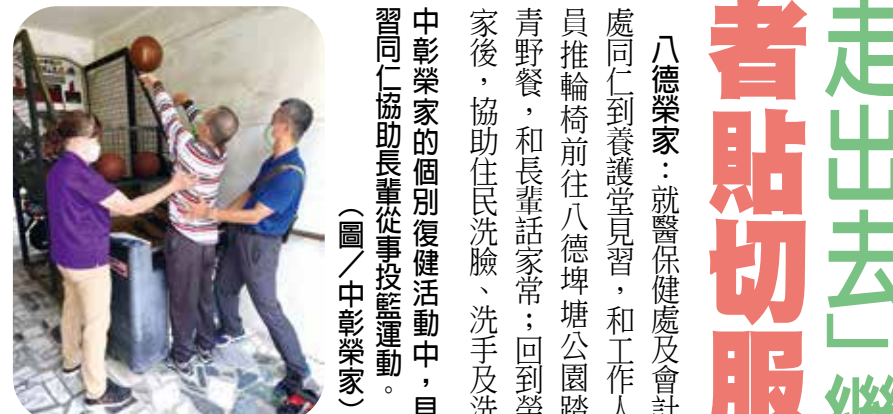 走出去」繼
者貼切服
八德榮家：就醫保健處及會計
處同仁到養護堂見習，和工作人
員推輪椅前往八德埤塘公園踏
青野餐，和長輩話家常；回到榮
家後，協助住民洗臉、洗手及洗
中彰榮家的個別復健活動中，見
習同仁協助長輩從事投籃運動。
（圖／中彰榮家）